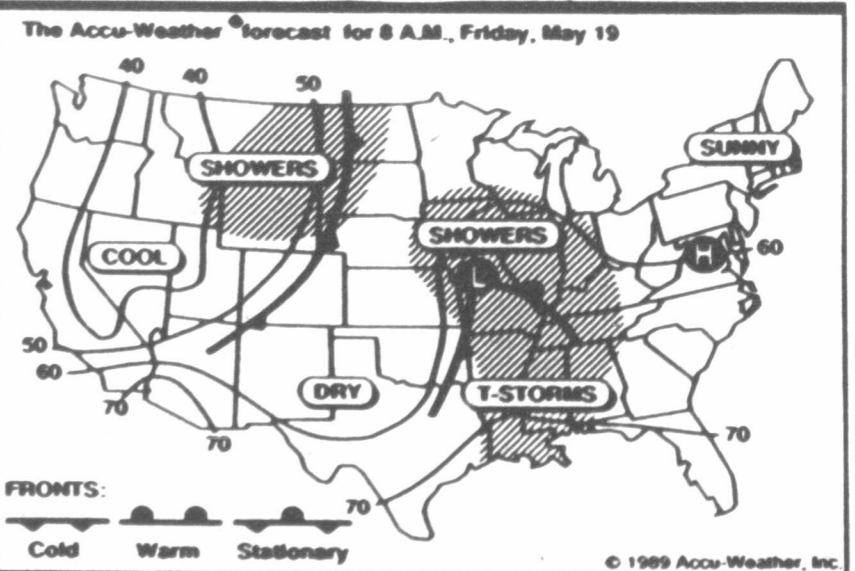 The Accu-Weather ® forecast for 8 A.M., Friday, May 19
40
40
50
SHOWERS
SUNNY
COOL
SHOWERS
H
60
L
50
60
70
70
DRY
T-STORMS
70
70
FRONTS:
Cold Warm Stationary
© 1989 Accu-Weather, Inc.